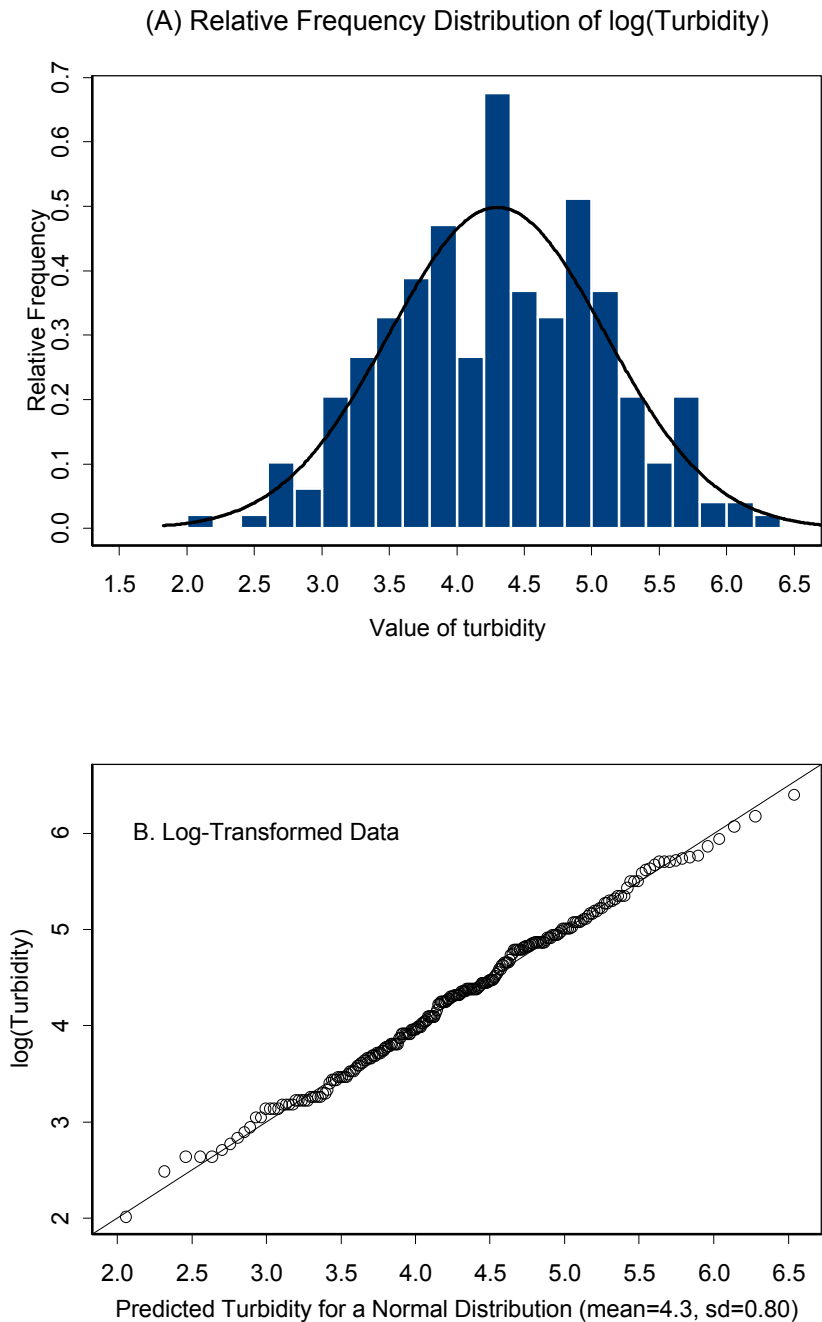 (A) Relative Frequency Distribution of log(Turbidity)
Relative Frequency
0.7
0.6
0.5
0.4
0.3
0.2
0.1
0.0
1.5 2.0 2.5 3.0 3.5 4.0 4.5 5.0 5.5 6.0 6.5
Value of turbidity
B. Log-Transformed Data
log(Turbidity)
6
5
4
3
2
2.0 2.5 3.0 3.5 4.0 4.5 5.0 5.5 6.0 6.5
Predicted Turbidity for a Normal Distribution (mean=4.3, sd=0.80)